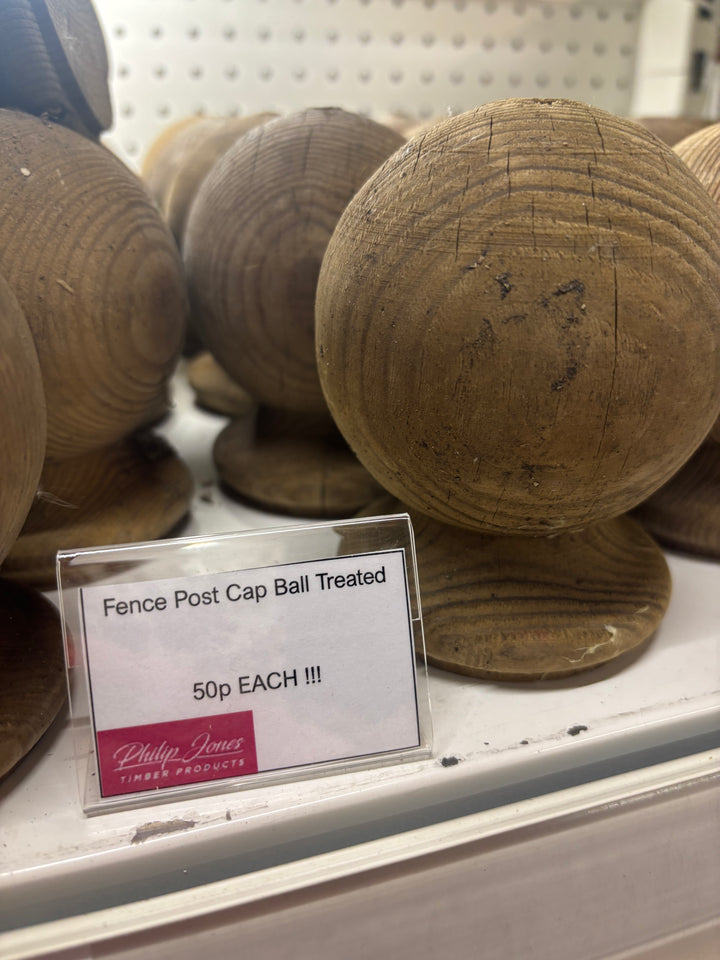 Fence Post Cap Ball Treated
50p EACH !!!
Philip Jones
TIMBER PRODUCTS